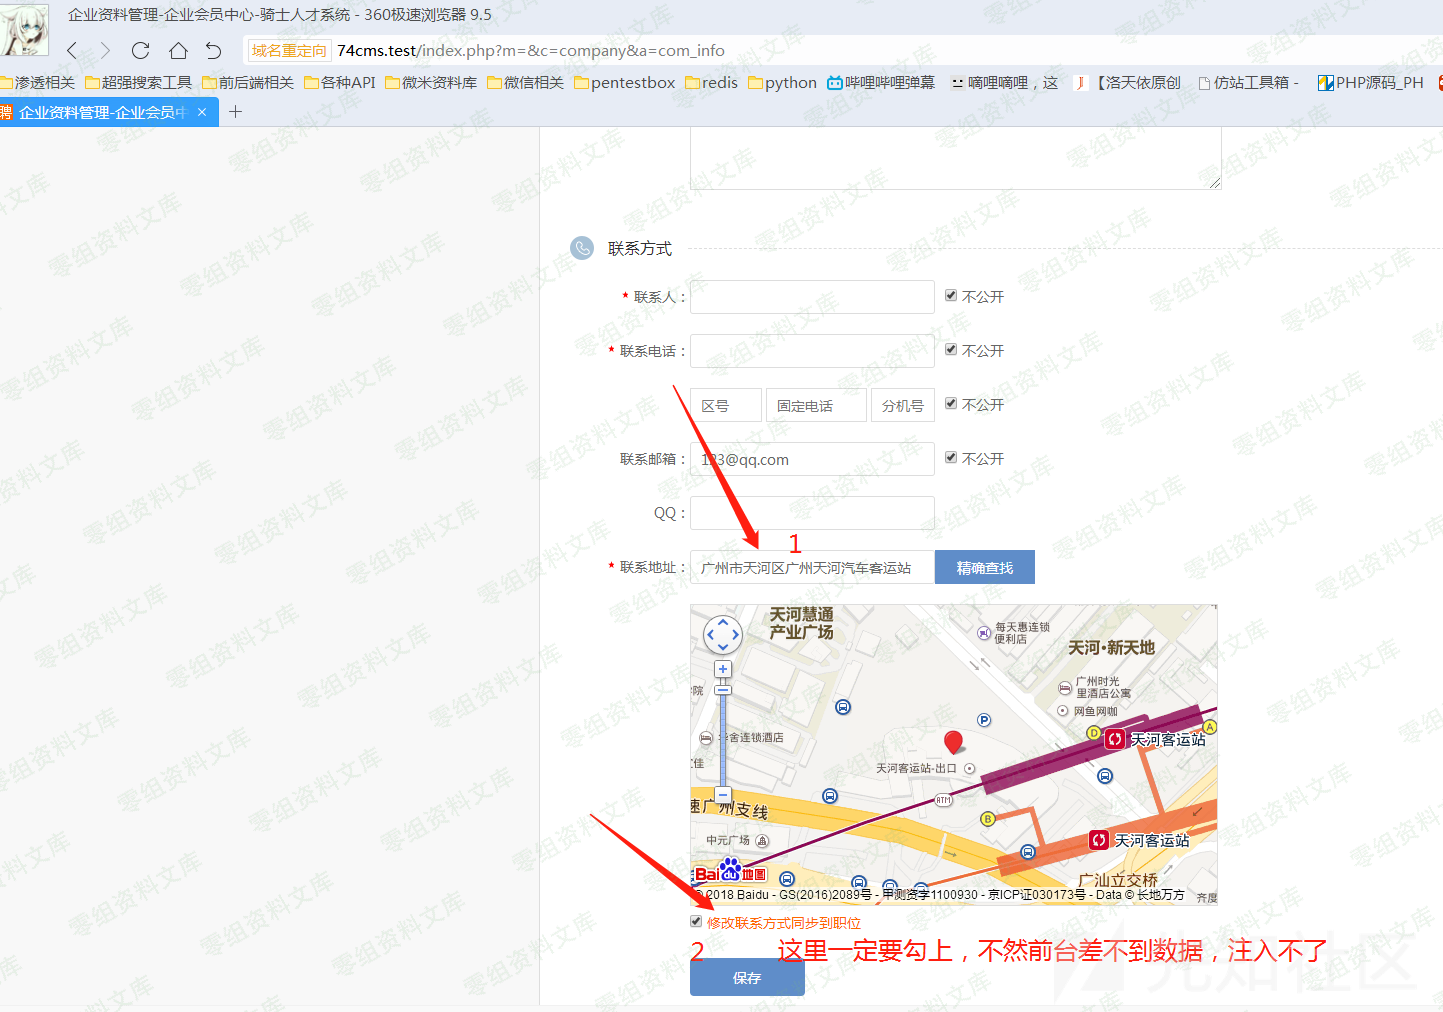 企业资料管理-企业会员中心-骑士人才系统 - 360极速浏览器 9.5
域名重定向 74cms.test/index.php?m=&c=company&a=com_info
渗透相关 超强搜索工具 前后端相关 各种API 微米资料库 微信相关 pentestbox redis python 哔哩哔哩弹幕 嘀哩嘀哩，这 【洛天依原创 仿站工具箱 - PHP源码_PH
聘 企业资料管理-企业会员中
联系方式
* 联系人： 不公开
* 联系电话： 不公开
区号 固定电话 分机号 不公开
联系邮箱： 123@qq.com 不公开
QQ：
1
* 联系地址： 广州市天河区广州天河汽车客运站 精确查找
天河慧通
产业广场
每天惠连锁
便利店
天河·新天地
院
广州时光
里酒店公寓
网鱼网咖
P
D
A
天河客运站
华舍连锁酒店
佳
天河客运站-出口
ATM
速广州支线
B
中元广场
天河客运站
Bai du 地图
广汕立交桥
© 2018 Baidu - GS(2016)2089号 - 甲测资字1100930 - 京ICP证030173号 - Data © 长地万方
齐度
修改联系方式同步到职位
2 这里一定要勾上，不然前台差不到数据，注入不了
保存
先知社区
零组资料文库